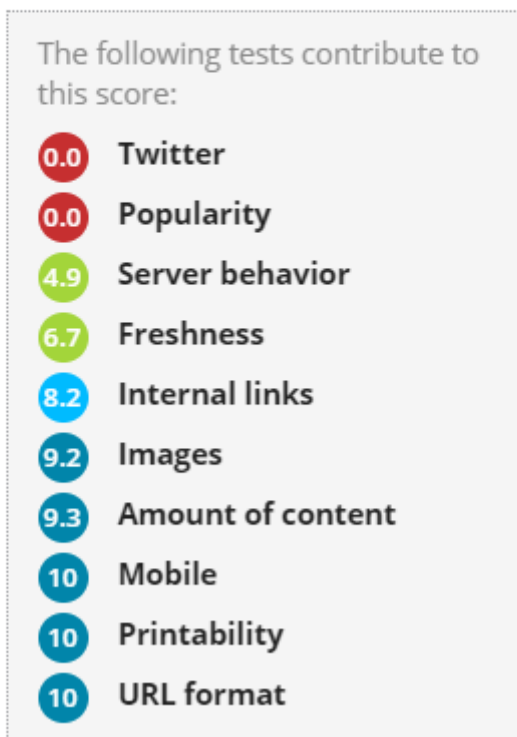 The following tests contribute to
this score:
0.0 Twitter
0.0 Popularity
4.9 Server behavior
6.7 Freshness
8.2 Internal links
9.2 Images
9.3 Amount of content
10 Mobile
10 Printability
10 URL format